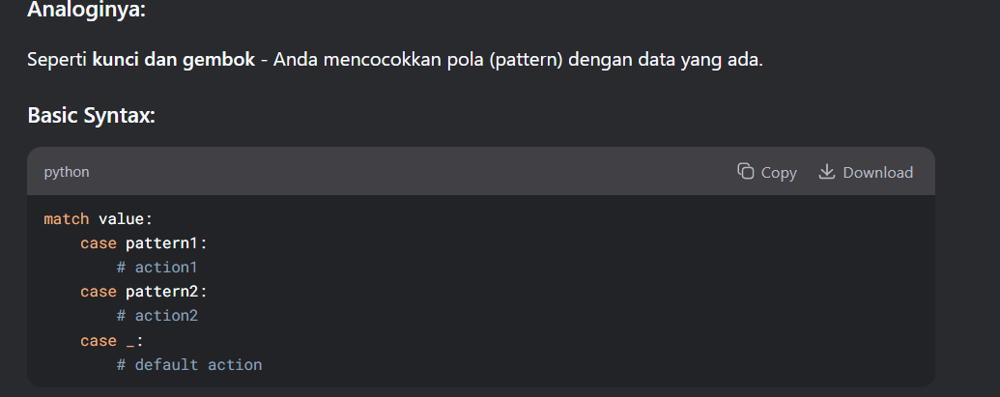 Analoginya:
Seperti kunci dan gembok - Anda mencocokkan pola (pattern) dengan data yang ada.
Basic Syntax:
python Copy Download
match value:
    case pattern1:
        # action1
    case pattern2:
        # action2
    case _:
        # default action